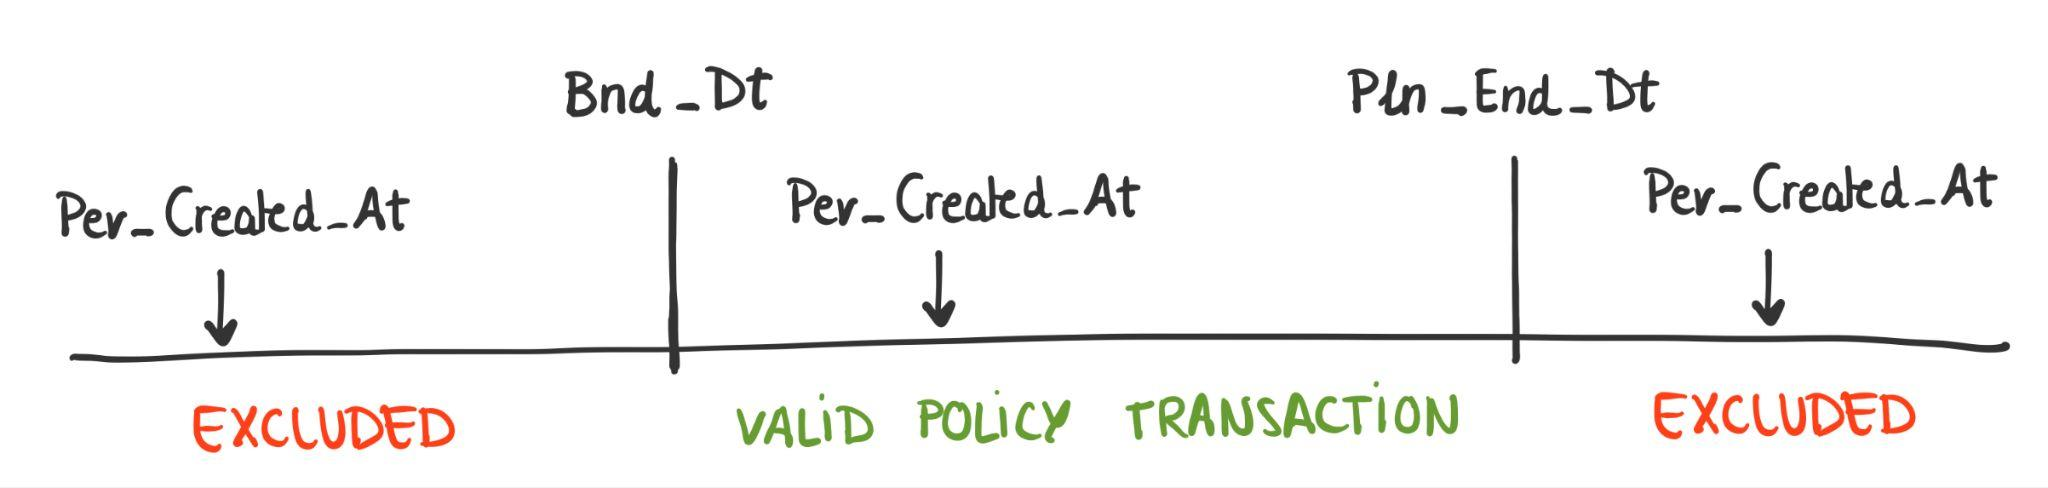 Bnd_Dt
Pln_End_Dt
Per_Created_At
Per_Created_At
Per_Created_At
EXCLUDED
VALiD POLiCY TRANSACTiON
EXCLUDED